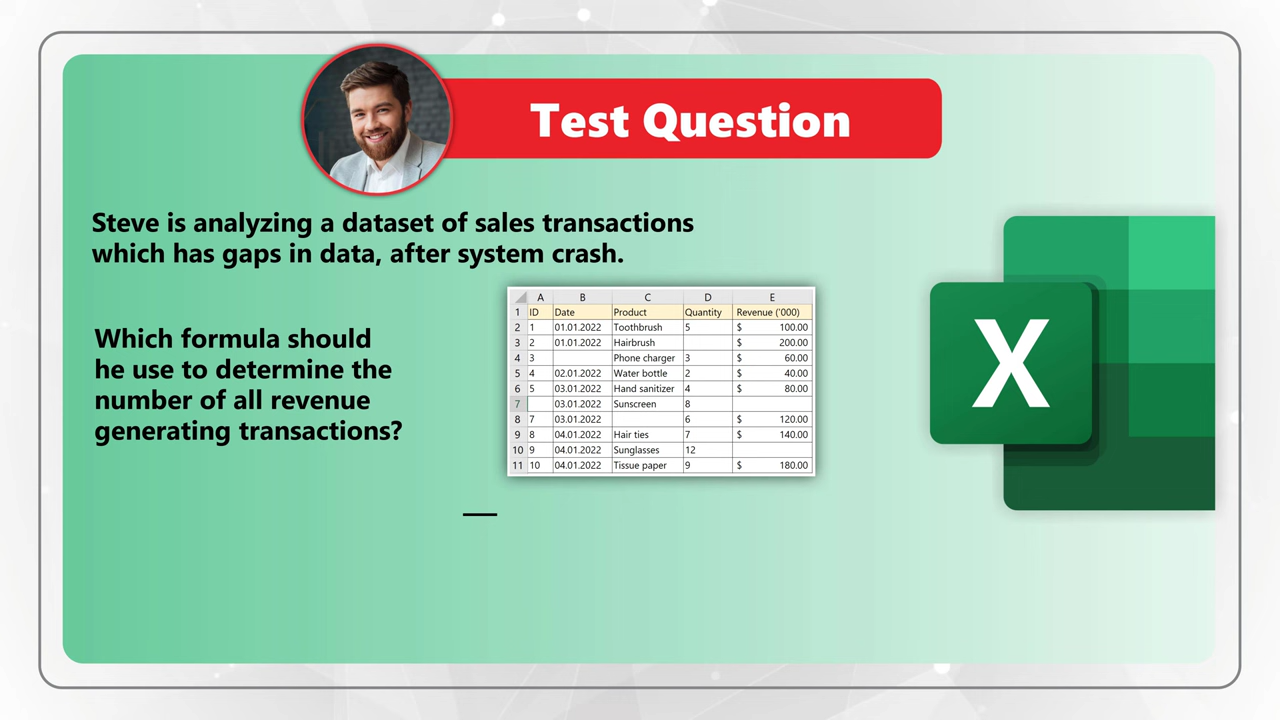 Test Question
Steve is analyzing a dataset of sales transactions
which has gaps in data, after system crash.
Which formula should
he use to determine the
number of all revenue
generating transactions?
A B C D E
1 ID Date Product Quantity Revenue ('000)
2 1 01.01.2022 Toothbrush 5 $ 100.00
3 2 01.01.2022 Hairbrush $ 200.00
4 3 Phone charger 3 $ 60.00
5 4 02.01.2022 Water bottle 2 $ 40.00
6 5 03.01.2022 Hand sanitizer 4 $ 80.00
7 03.01.2022 Sunscreen 8
8 7 03.01.2022 6 $ 120.00
9 8 04.01.2022 Hair ties 7 $ 140.00
10 9 04.01.2022 Sunglasses 12
11 10 04.01.2022 Tissue paper 9 $ 180.00
X